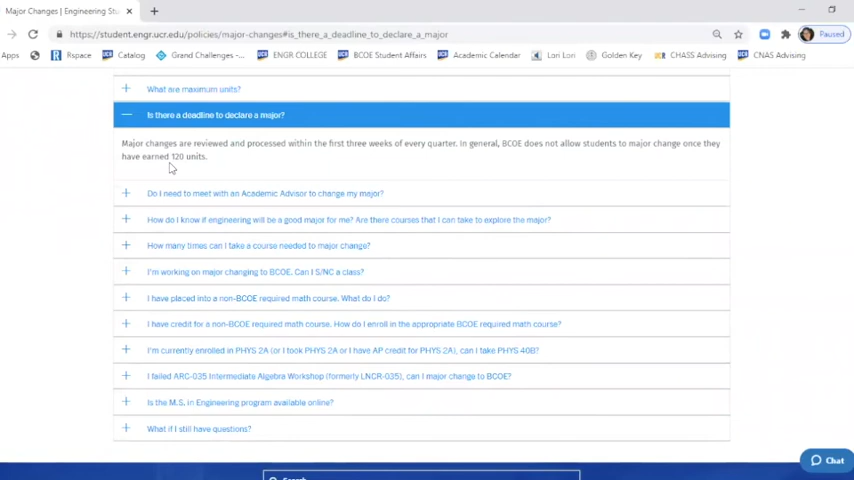 Major Changes | Engineering Stud
https://student.engr.ucr.edu/policies/major-changes#is_there_a_deadline_to_declare_a_major
Paused
Apps
Rspace
Catalog
Grand Challenges -...
ENGR COLLEGE
BCOE Student Affairs
Academic Calendar
Lori Lori
Golden Key
CHASS Advising
CNAS Advising
What are maximum units?
Is there a deadline to declare a major?
Major changes are reviewed and processed within the first three weeks of every quarter. In general, BCOE does not allow students to major change once they
have earned 120 units.
Do I need to meet with an Academic Advisor to change my major?
How do I know if engineering will be a good major for me? Are there courses that I can take to explore the major?
How many times can I take a course needed to major change?
I'm working on major changing to BCOE. Can I S/NC a class?
I have placed into a non-BCOE required math course. What do I do?
I have credit for a non-BCOE required math course. How do I enroll in the appropriate BCOE required math course?
I'm currently enrolled in PHYS 2A (or I took PHYS 2A or I have AP credit for PHYS 2A), can I take PHYS 40B?
I failed ARC-035 Intermediate Algebra Workshop (formerly LNCR-035), can I major change to BCOE?
Is the M.S. in Engineering program available online?
What if I still have questions?
Chat
Search